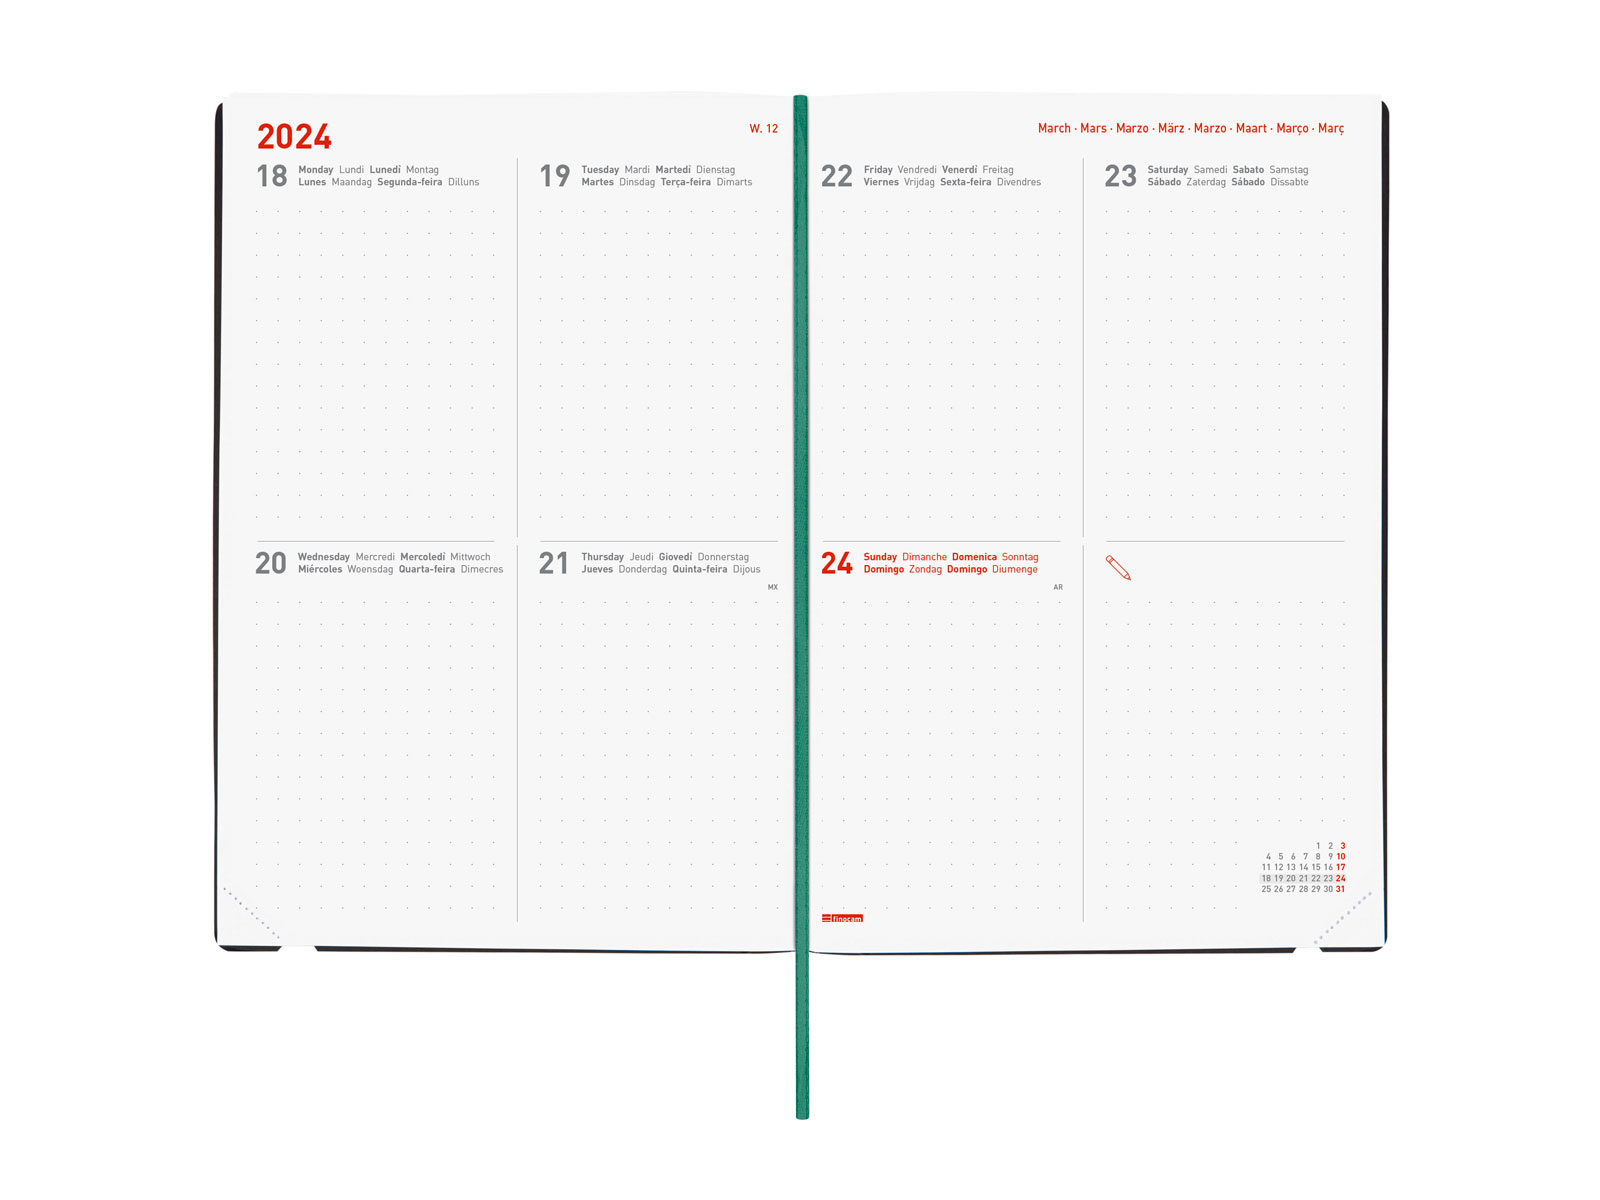 2024
W. 12
18 Monday Lundi Lunedì Montag
Lunes Maandag Segunda-feira Dilluns
19 Tuesday Mardi Martedì Dienstag
Martes Dinsdag Terça-feira Dimarts
20 Wednesday Mercredi Mercoledì Mittwoch
Miércoles Woensdag Quarta-feira Dimecres
21 Thursday Jeudi Giovedì Donnerstag
Jueves Donderdag Quinta-feira Dijous
MX
March · Mars · Marzo · März · Marzo · Maart · Março · Març
22 Friday Vendredi Venerdì Freitag
Viernes Vrijdag Sexta-feira Divendres
23 Saturday Samedi Sabato Samstag
Sábado Zaterdag Sábado Dissabte
24 Sunday Dimanche Domenica Sonntag
Domingo Zondag Domingo Diumenge
AR
1 2 3
4 5 6 7 8 9 10
11 12 13 14 15 16 17
18 19 20 21 22 23 24
25 26 27 28 29 30 31
finocam